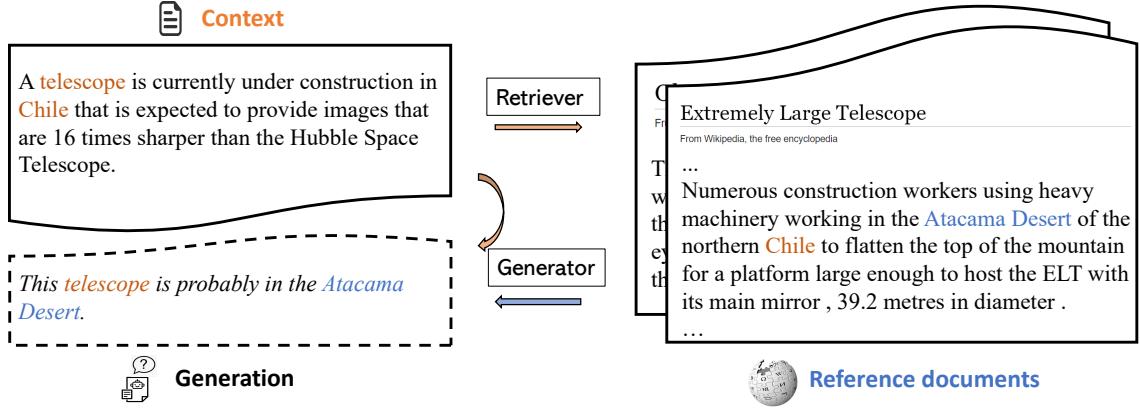 Context
A telescope is currently under construction in
Chile that is expected to provide images that
are 16 times sharper than the Hubble Space
Telescope.
Retriever
Generator
This telescope is probably in the Atacama
Desert.
Generation
Extremely Large Telescope
From Wikipedia, the free encyclopedia
...
Numerous construction workers using heavy
machinery working in the Atacama Desert of the
northern Chile to flatten the top of the mountain
for a platform large enough to host the ELT with
its main mirror , 39.2 metres in diameter .
...
Reference documents